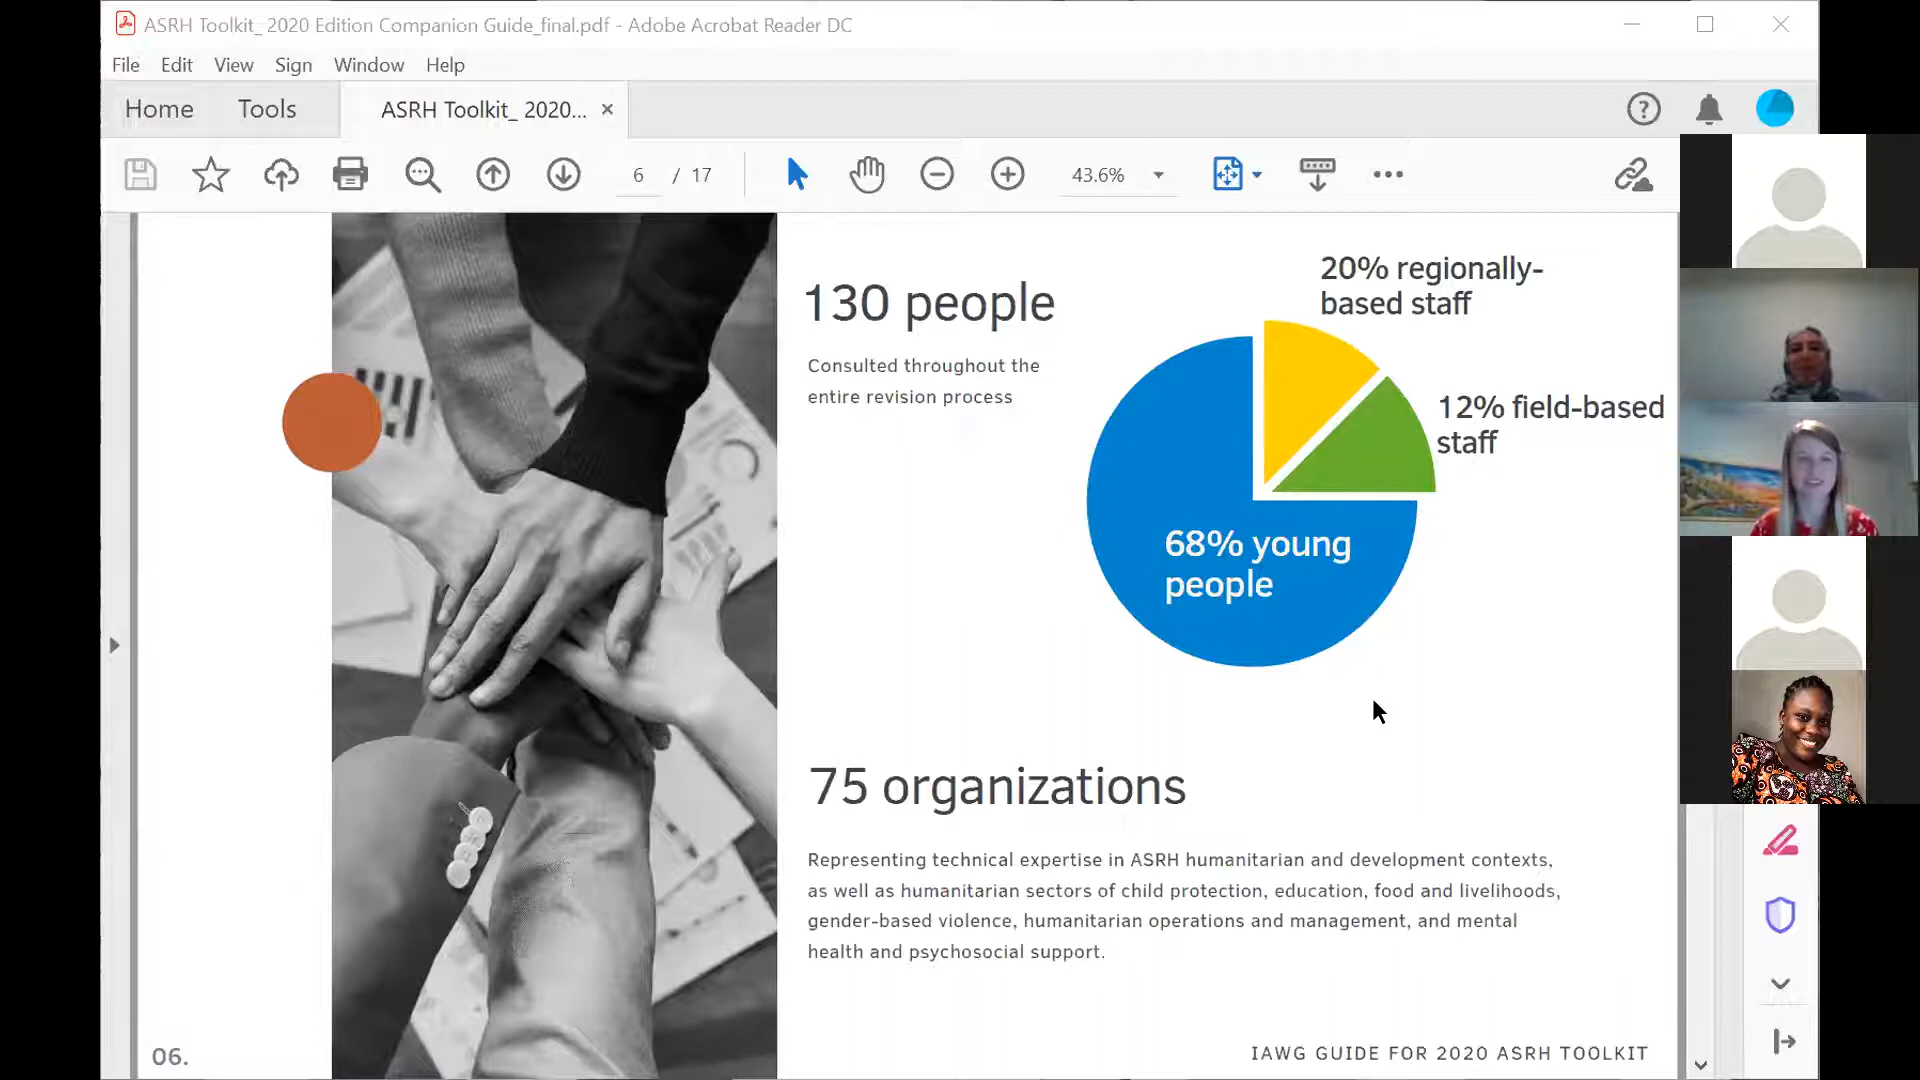 ASRH Toolkit_ 2020 Edition Companion Guide_final.pdf - Adobe Acrobat Reader DC
File Edit View Sign Window Help
Home Tools ASRH Toolkit_ 2020... ×
6 / 17 43.6%
130 people
Consulted throughout the
entire revision process
20% regionally-
based staff
12% field-based
staff
68% young
people
75 organizations
Representing technical expertise in ASRH humanitarian and development contexts,
as well as humanitarian sectors of child protection, education, food and livelihoods,
gender-based violence, humanitarian operations and management, and mental
health and psychosocial support.
06.
IAWG GUIDE FOR 2020 ASRH TOOLKIT